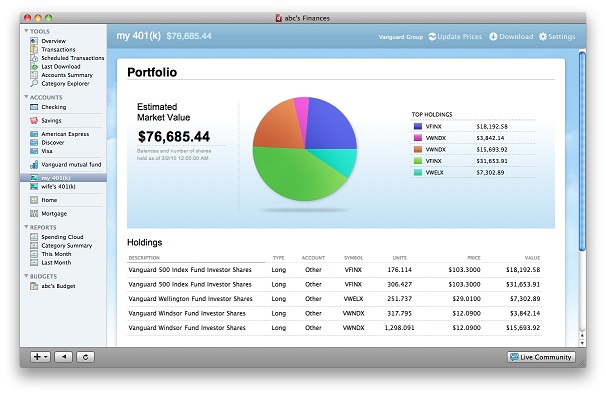 abc's Finances
my 401(k) $76,685.44 Vanguard Group Update Prices Download Settings
TOOLS
Overview
Transactions
Scheduled Transactions
Last Download
Accounts Summary
Category Explorer
ACCOUNTS
Checking
Savings
American Express
Discover
Visa
Vanguard mutual fund
my 401(k)
wife's 401(k)
Home
Mortgage
REPORTS
Spending Cloud
Category Summary
This Month
Last Month
BUDGETS
abc's Budget
Portfolio
Estimated
Market Value
$76,685.44
Balances and number of shares
held as of 3/2/10 12:00:00 AM
TOP HOLDINGS
VFINX $18,192.58
VWNDX $3,842.14
VWNDX $15,693.92
VFINX $31,653.91
VWELX $7,302.89
Holdings
DESCRIPTION TYPE ACCOUNT SYMBOL UNITS PRICE VALUE
Vanguard 500 Index Fund Investor Shares Long Other VFINX 176.114 $103.3000 $18,192.58
Vanguard 500 Index Fund Investor Shares Long Other VFINX 306.427 $103.3000 $31,653.91
Vanguard Wellington Fund Investor Shares Long Other VWELX 251.737 $29.0100 $7,302.89
Vanguard Windsor Fund Investor Shares Long Other VWNDX 317.795 $12.0900 $3,842.14
Vanguard Windsor Fund Investor Shares Long Other VWNDX 1,298.091 $12.0900 $15,693.92
Live Community